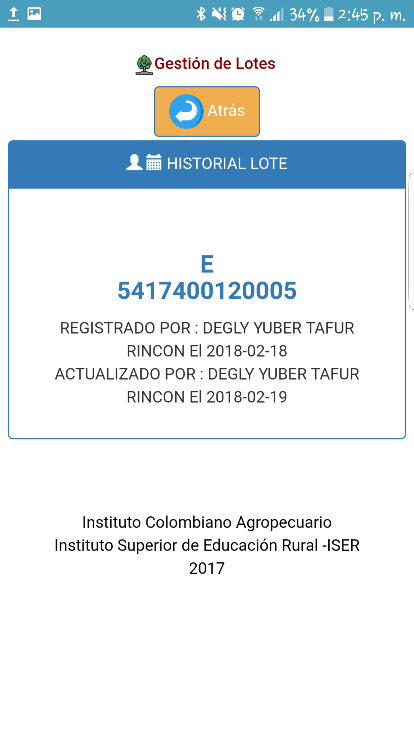 34% 2:45 p. m.
Gestión de Lotes
Atrás
HISTORIAL LOTE
E
5417400120005
REGISTRADO POR : DEGLY YUBER TAFUR
RINCON El 2018-02-18
ACTUALIZADO POR : DEGLY YUBER TAFUR
RINCON El 2018-02-19
Instituto Colombiano Agropecuario
Instituto Superior de Educación Rural -ISER
2017